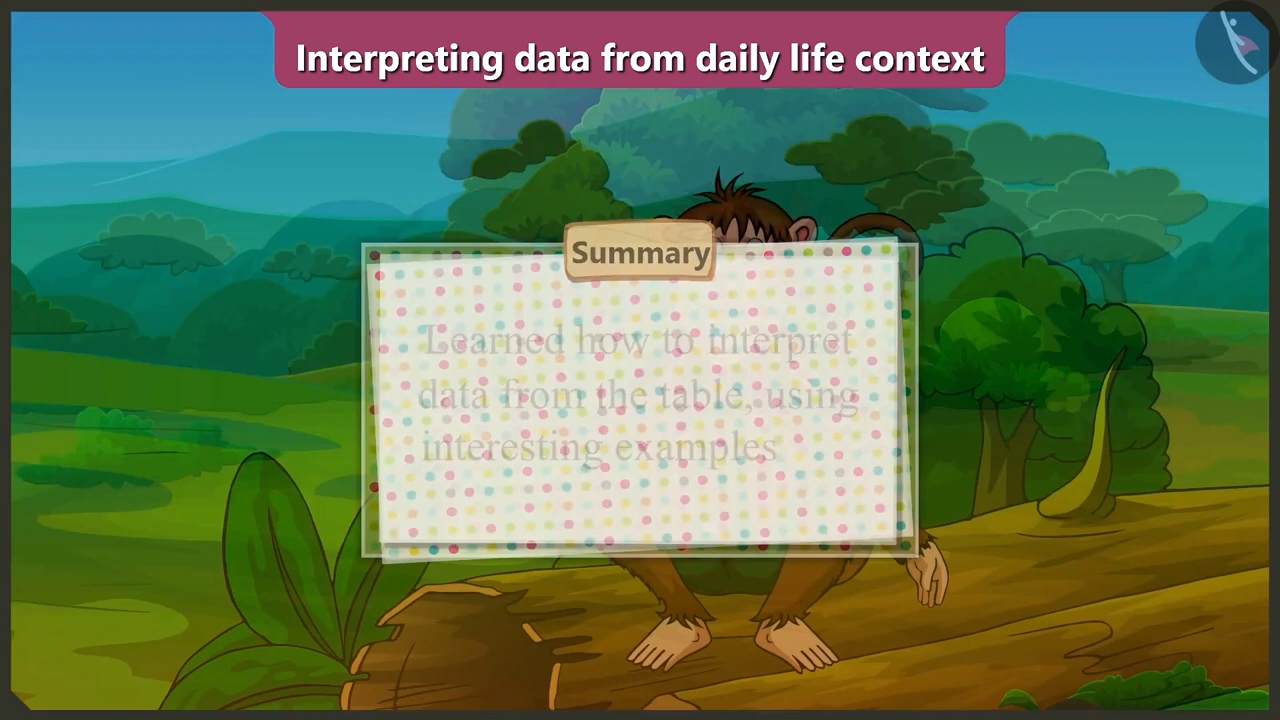 Interpreting data from daily life context
Summary
Learned how to interpret
data from the table, using
interesting examples